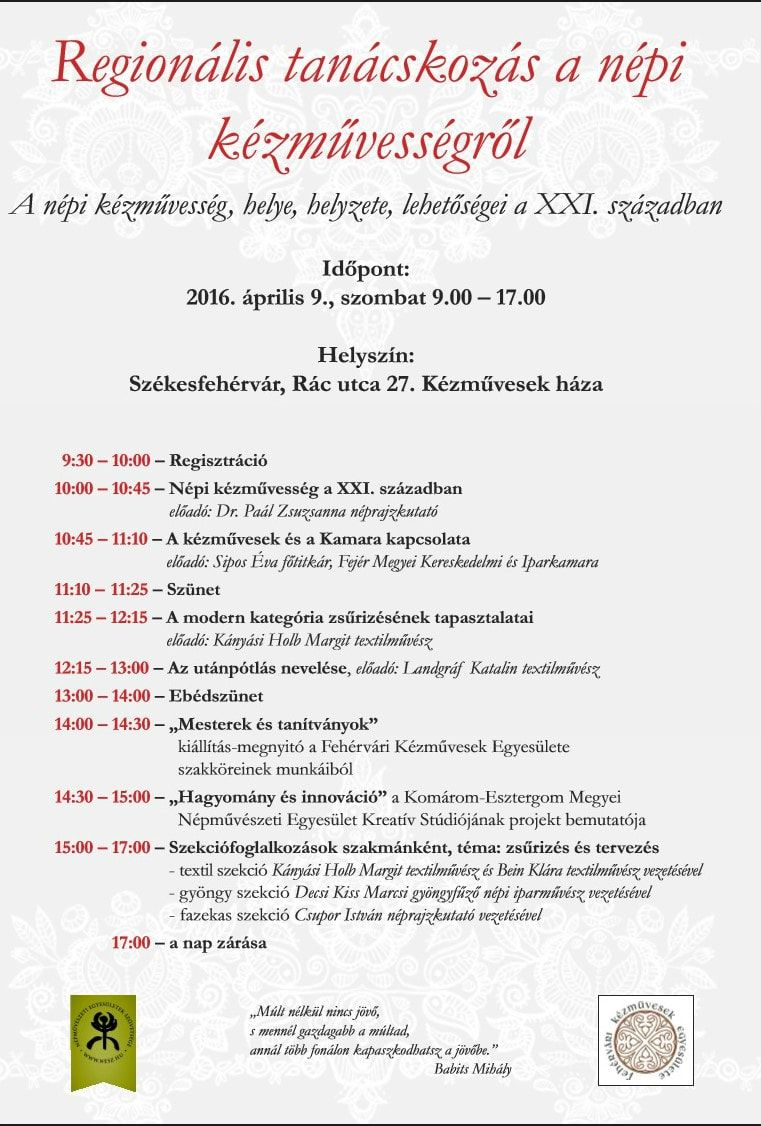 Regionális tanácskozás a népi
kézművességről
A népi kézművesség, helye, helyzete, lehetőségei a XXI. században
Időpont:
2016. április 9., szombat 9.00 – 17.00
Helyszín:
Székesfehérvár, Rác utca 27. Kézművesek háza
9:30 – 10:00 – Regisztráció
10:00 – 10:45 – Népi kézművesség a XXI. században
előadó: Dr. Paál Zsuzsanna néprajzkutató
10:45 – 11:10 – A kézművesek és a Kamara kapcsolata
előadó: Sipos Éva főtitkár, Fejér Megyei Kereskedelmi és Iparkamara
11:10 – 11:25 – Szünet
11:25 – 12:15 – A modern kategória zsűrizésének tapasztalatai
előadó: Kányási Holb Margit textilművész
12:15 – 13:00 – Az utánpótlás nevelése, előadó: Landgráf Katalin textilművész
13:00 – 14:00 – Ebédszünet
14:00 – 14:30 – „Mesterek és tanítványok”
kiállítás-megnyitó a Fehérvári Kézművesek Egyesülete
szakköreinek munkáiból
14:30 – 15:00 – „Hagyomány és innováció” a Komárom-Esztergom Megyei
Népművészeti Egyesület Kreatív Stúdiójának projekt bemutatója
15:00 – 17:00 – Szekciófoglalkozások szakmánként, téma: zsűrizés és tervezés
- textil szekció Kányási Holb Margit textilművész és Bein Klára textilművész vezetésével
- gyöngy szekció Decsi Kiss Marcsi gyöngyfűző népi iparművész vezetésével
- fazekas szekció Csupor István néprajzkutató vezetésével
17:00 – a nap zárása
„Múlt nélkül nincs jövő,
s mennél gazdagabb a múltad,
annál több fonálon kapaszkodhatsz a jövőbe.”
Babits Mihály
NÉPMŰVÉSZETI EGYESÜLETEK SZÖVETSÉGE
WWW.NESZ.HU
fehérvári kézművesek egyesülete